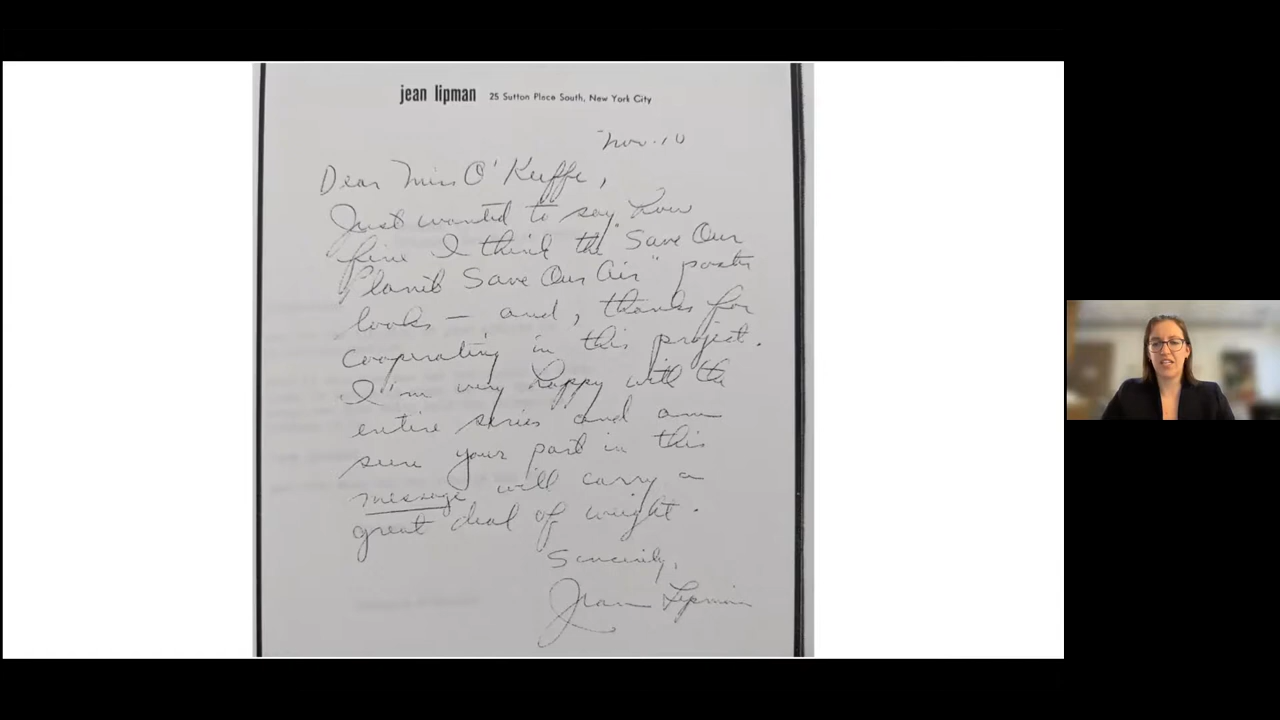 jean lipman 25 Sutton Place South, New York City
Nov. 10
Dear Miss O'Keeffe,
Just wanted to say how
fine I think the "Save Our
Planet Save Our Air" poster
looks — and, thanks for
cooperating in this project.
I'm very happy with the
entire series and am
sure your part in this
message will carry a
great deal of weight.
Sincerely,
Jean Lipman